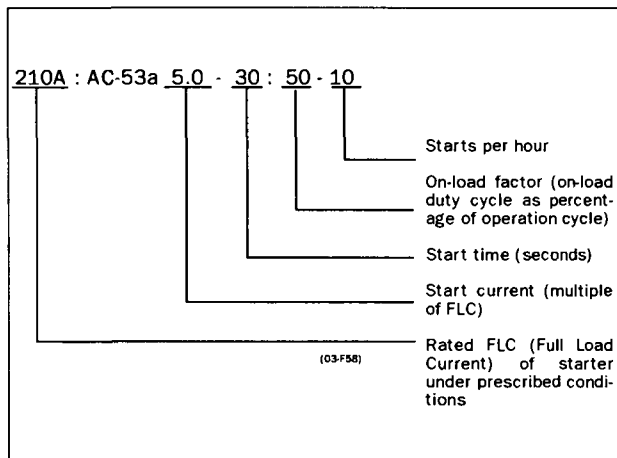 210A : AC-53a 5.0 - 30 : 50 - 10
Starts per hour
On-load factor (on-load
duty cycle as percent-
age of operation cycle)
Start time (seconds)
Start current (multiple
of FLC)
Rated FLC (Full Load
Current) of starter
under prescribed condi-
tions
(03-F58)